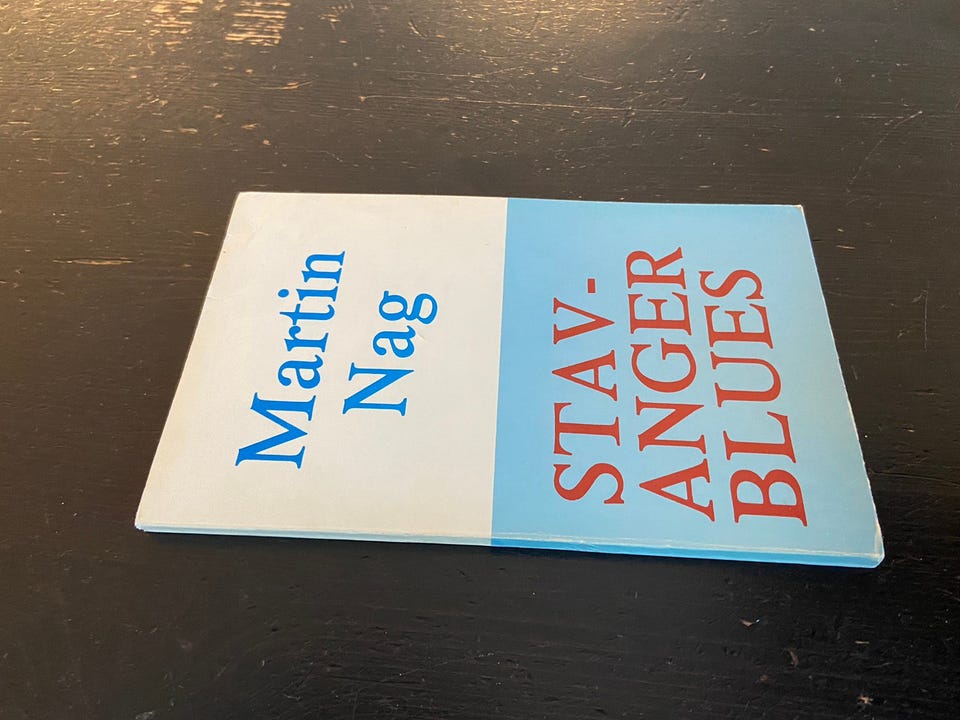 Martin
Nag
STAV-
ANGER
BLUES